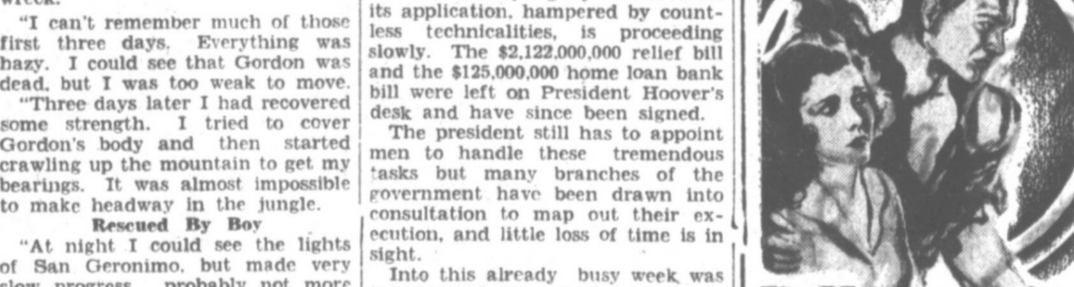 "I can't remember much of those
first three days. Everything was
hazy. I could see that Gordon was
dead, but I was too weak to move.
"Three days later I had recovered
some strength. I tried to cover
Gordon's body and then started
crawling up the mountain to get my
bearings. It was almost impossible
to make headway in the jungle.
Rescued By Boy
"At night I could see the lights
of San Geronimo, but made very
slow progress, probably not more
its application, hampered by count-
less technicalities, is proceeding
slowly. The $2,122,000,000 relief bill
and the $125,000,000 home loan bank
bill were left on President Hoover's
desk and have since been signed.
The president still has to appoint
men to handle these tremendous
tasks but many branches of the
government have been drawn into
consultation to map out their ex-
ecution, and little loss of time is in
sight.
Into this already busy week was